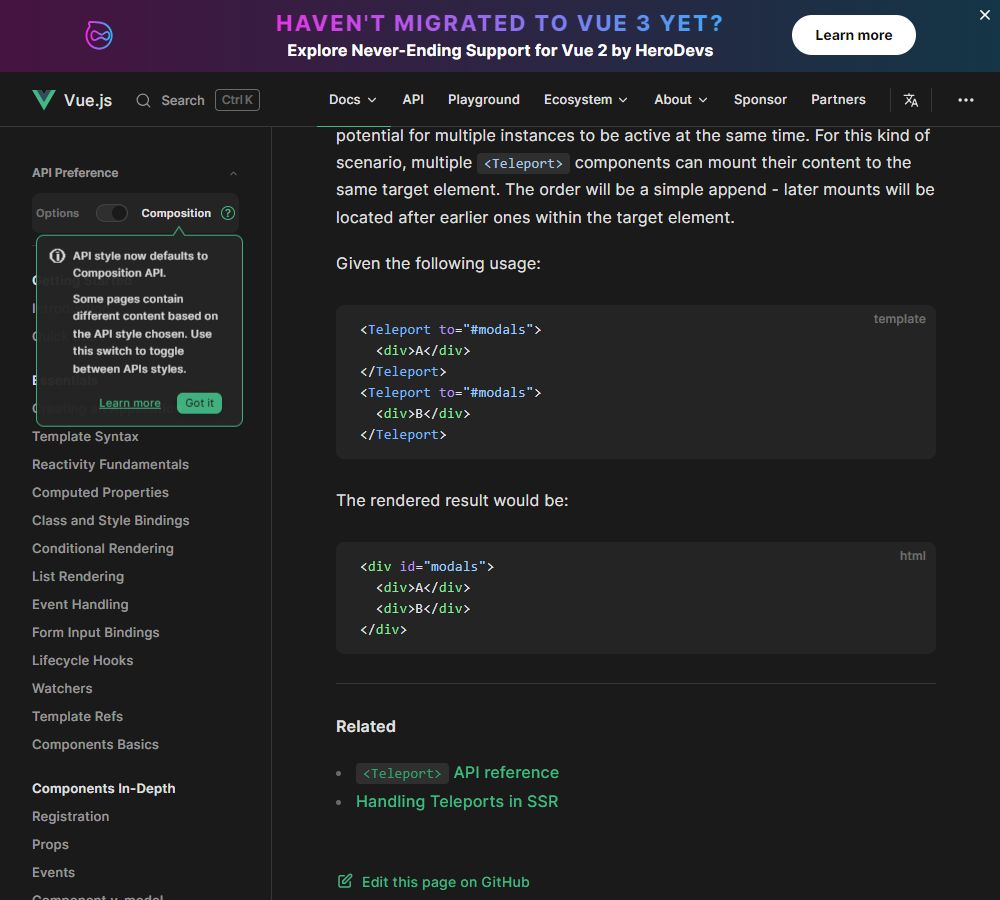 HAVEN'T MIGRATED TO VUE 3 YET?
Explore Never-Ending Support for Vue 2 by HeroDevs
Learn more
Vue.js
Search
Ctrl K
Docs
API
Playground
Ecosystem
About
Sponsor
Partners
API Preference
Options
Composition
?
API style now defaults to
Composition API.
Some pages contain
different content based on
the API style chosen. Use
this switch to toggle
between APIs styles.
Learn more
Got it
Template Syntax
Reactivity Fundamentals
Computed Properties
Class and Style Bindings
Conditional Rendering
List Rendering
Event Handling
Form Input Bindings
Lifecycle Hooks
Watchers
Template Refs
Components Basics
Components In-Depth
Registration
Props
Events
Component v-model
potential for multiple instances to be active at the same time. For this kind of
scenario, multiple <Teleport> components can mount their content to the
same target element. The order will be a simple append - later mounts will be
located after earlier ones within the target element.
Given the following usage:
template
<Teleport to="#modals">
  <div>A</div>
</Teleport>
<Teleport to="#modals">
  <div>B</div>
</Teleport>
The rendered result would be:
html
<div id="modals">
  <div>A</div>
  <div>B</div>
</div>
Related
<Teleport> API reference
Handling Teleports in SSR
Edit this page on GitHub